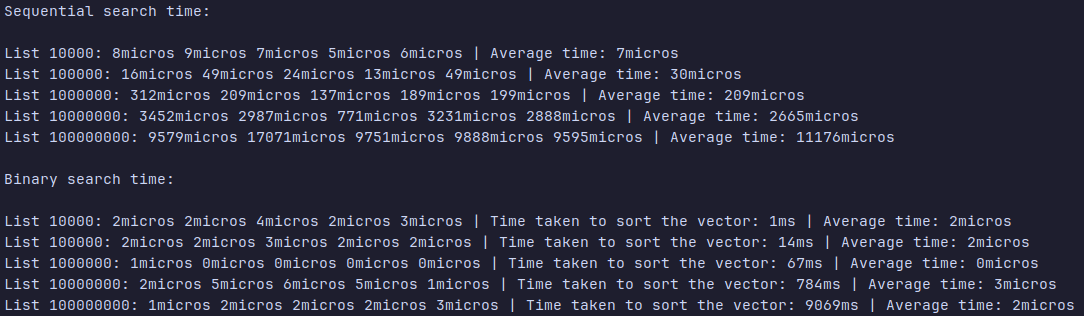 Sequential search time:
List 10000: 8micros 9micros 7micros 5micros 6micros | Average time: 7micros
List 100000: 16micros 49micros 24micros 13micros 49micros | Average time: 30micros
List 1000000: 312micros 209micros 137micros 189micros 199micros | Average time: 209micros
List 10000000: 3452micros 2987micros 771micros 3231micros 2888micros | Average time: 2665micros
List 100000000: 9579micros 17071micros 9751micros 9888micros 9595micros | Average time: 11176micros
Binary search time:
List 10000: 2micros 2micros 4micros 2micros 3micros | Time taken to sort the vector: 1ms | Average time: 2micros
List 100000: 2micros 2micros 3micros 2micros 2micros | Time taken to sort the vector: 14ms | Average time: 2micros
List 1000000: 1micros 0micros 0micros 0micros 0micros | Time taken to sort the vector: 67ms | Average time: 0micros
List 10000000: 2micros 5micros 6micros 5micros 1micros | Time taken to sort the vector: 784ms | Average time: 3micros
List 100000000: 1micros 2micros 2micros 2micros 3micros | Time taken to sort the vector: 9069ms | Average time: 2micros